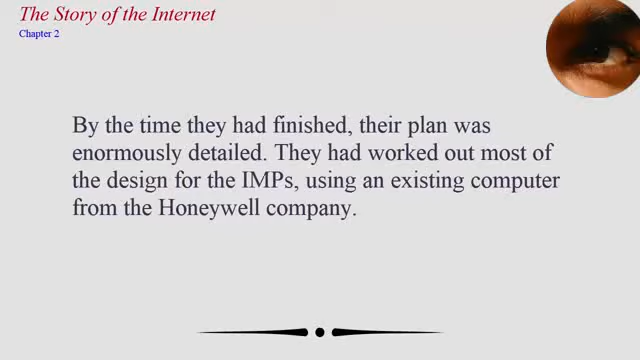 The Story of the Internet
Chapter 2
By the time they had finished, their plan was
enormously detailed. They had worked out most of
the design for the IMPs, using an existing computer
from the Honeywell company.